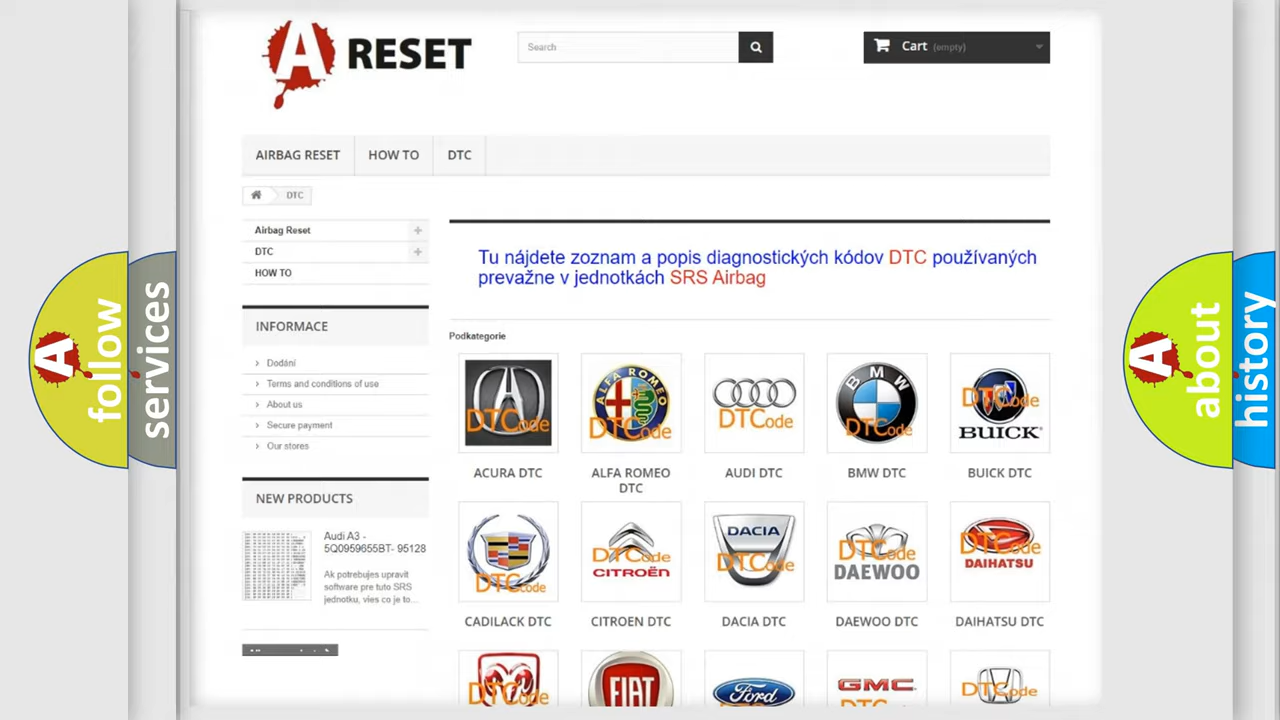 A RESET
Search
Cart (empty)
AIRBAG RESET
HOW TO
DTC
DTC
Airbag Reset
DTC
HOW TO
Tu nájdete zoznam a popis diagnostických kódov DTC používaných
prevažne v jednotkách SRS Airbag
INFORMACE
Dodání
Terms and conditions of use
About us
Secure payment
Our stores
Podkategorie
DTCode
ALFA ROMEO
DTCode
DTCode
BMW
DTCode
DTCode
BUICK
ACURA DTC
ALFA ROMEO
DTC
AUDI DTC
BMW DTC
BUICK DTC
NEW PRODUCTS
Audi A3 -
5Q0959655BT- 95128
Ak potrebujes upravit
software pre tuto SRS
jednotku, vies co je to...
DTCode
DTCode
CITROËN
DACIA
DTCode
DTCode
DAEWOO
DTCode
DAIHATSU
CADILACK DTC
CITROEN DTC
DACIA DTC
DAEWOO DTC
DAIHATSU DTC
DTCode
FIAT
Ford
GMC
DTCode
A
follow
services
A
about
history